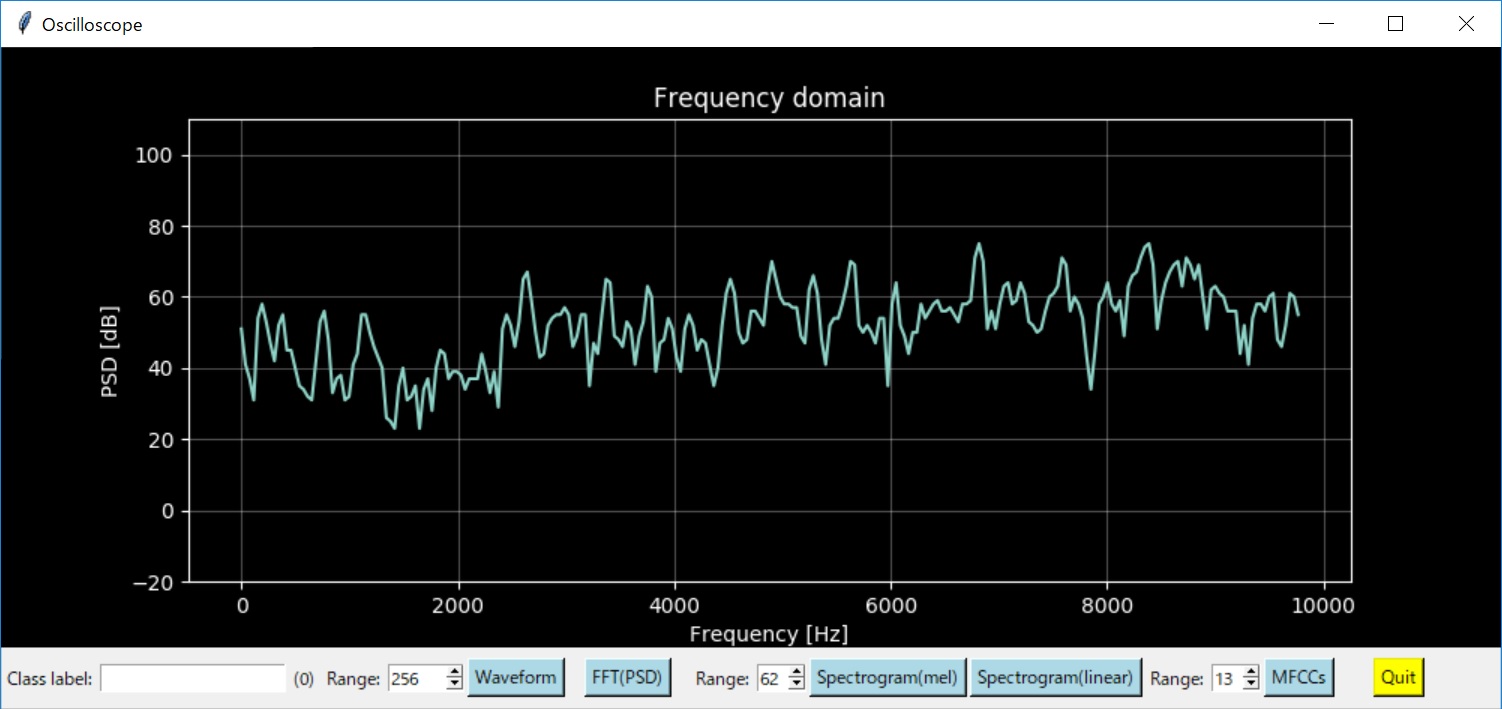 Oscilloscope
Frequency domain
100
80
60
40
20
0
−20
PSD [dB]
0 2000 4000 6000 8000 10000
Frequency [Hz]
Class label: (0) Range: 256 Waveform FFT(PSD) Range: 62 Spectrogram(mel) Spectrogram(linear) Range: 13 MFCCs Quit